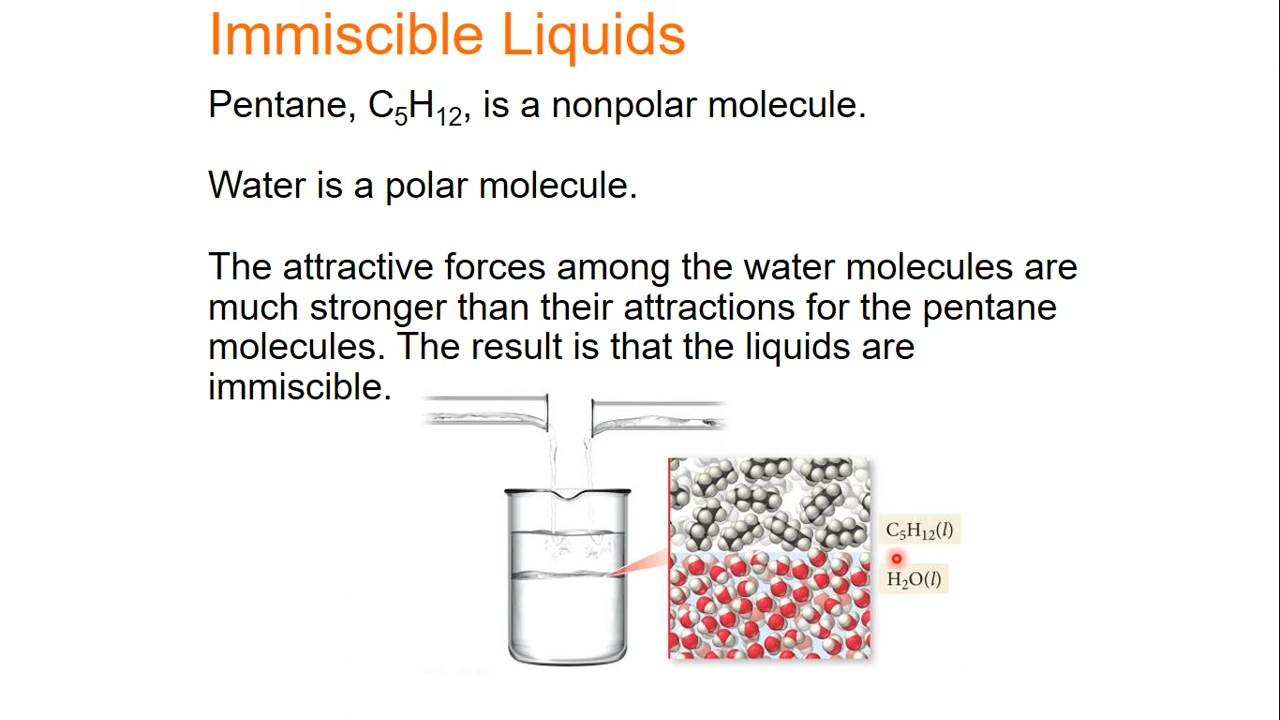 Immiscible Liquids
Pentane, C₅H₁₂, is a nonpolar molecule.
Water is a polar molecule.
The attractive forces among the water molecules are
much stronger than their attractions for the pentane
molecules. The result is that the liquids are
immiscible.
C₅H₁₂(l)
H₂O(l)